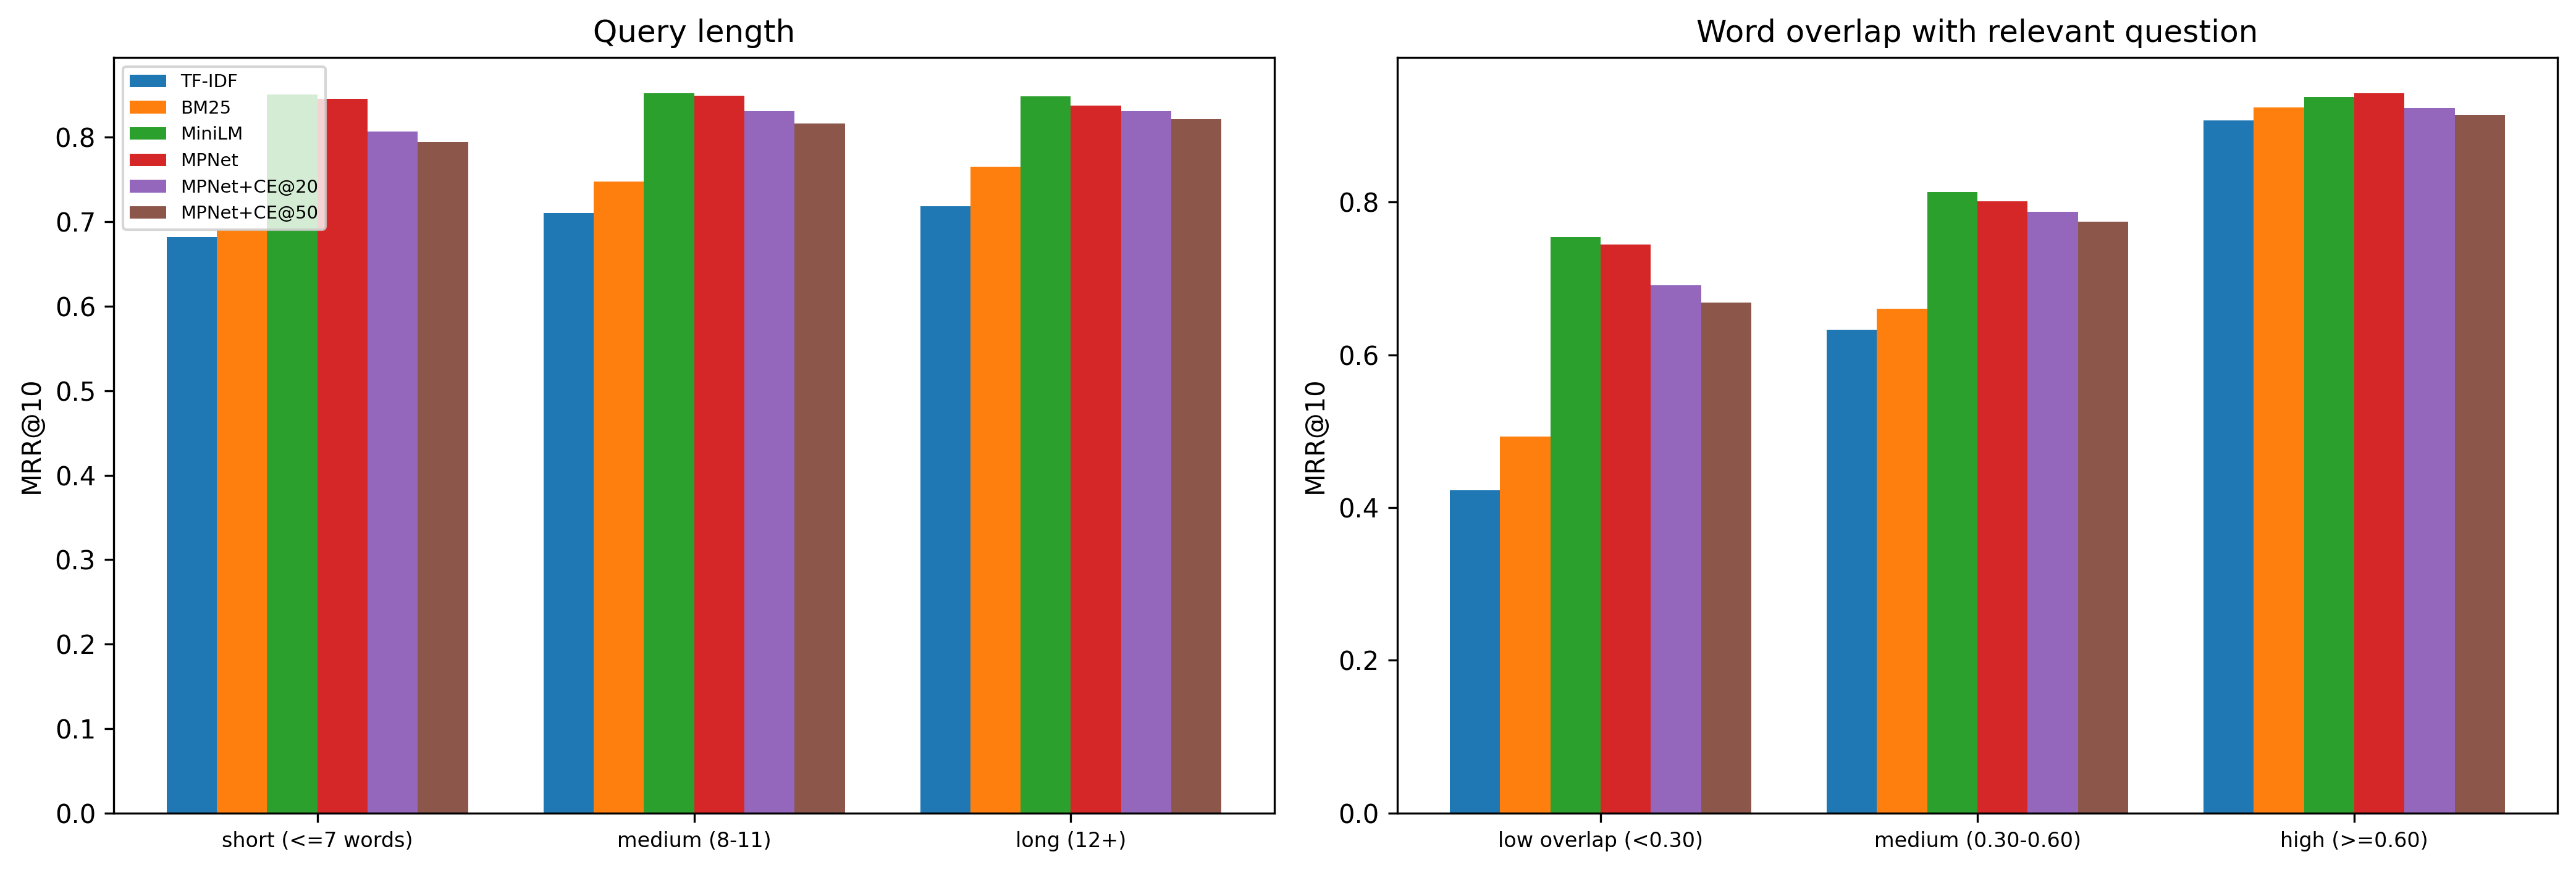 Query length
TF-IDF
BM25
MiniLM
MPNet
MPNet+CE@20
MPNet+CE@50
MRR@10
0.8
0.7
0.6
0.5
0.4
0.3
0.2
0.1
0.0
short (<=7 words)
medium (8-11)
long (12+)
Word overlap with relevant question
MRR@10
0.8
0.6
0.4
0.2
0.0
low overlap (<0.30)
medium (0.30-0.60)
high (>=0.60)